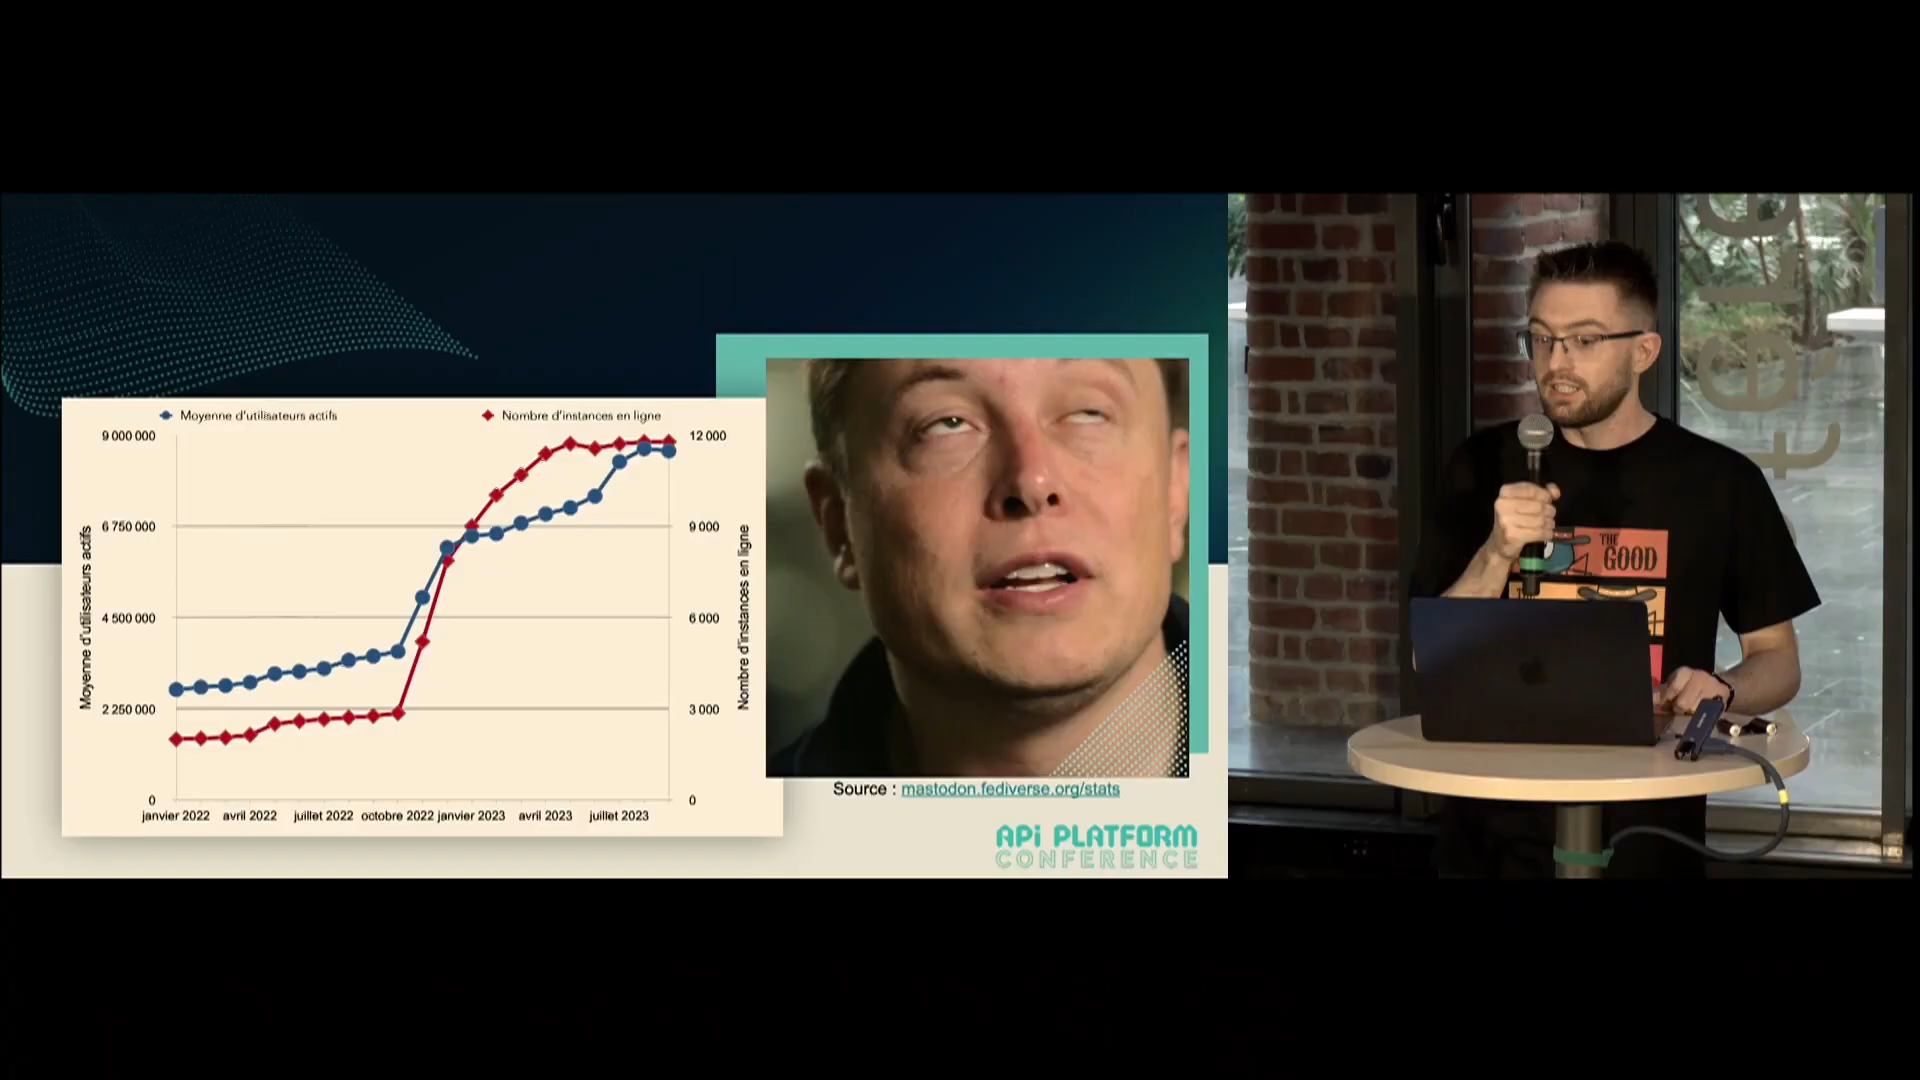 Moyenne d'utilisateurs actifs
Nombre d'instances en ligne
9 000 000
6 750 000
4 500 000
2 250 000
0
12 000
9 000
6 000
3 000
0
Moyenne d'utilisateurs actifs
Nombre d'instances en ligne
janvier 2022 avril 2022 juillet 2022 octobre 2022 janvier 2023 avril 2023 juillet 2023
Source : mastodon.fediverse.org/stats
API PLATFORM
CONFERENCE
THE
GOOD